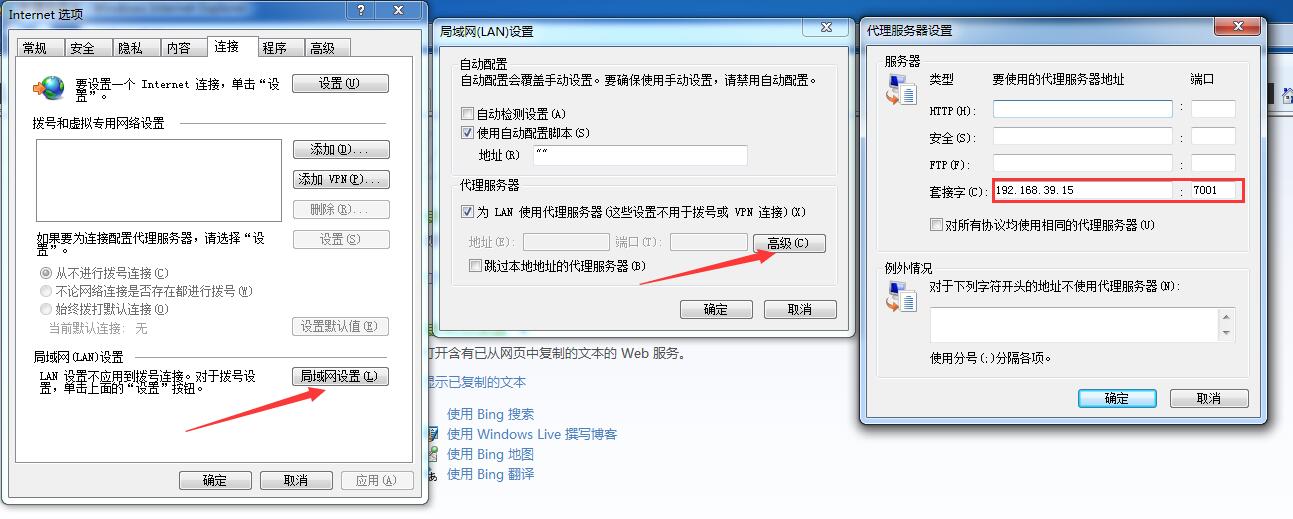 Internet 选项
常规
安全
隐私
内容
连接
程序
高级
要设置一个 Internet 连接，单击“设
置”。
设置(U)
拨号和虚拟专用网络设置
添加(D)...
添加 VPN(P)...
删除(R)...
如果要为连接配置代理服务器，请选择“设
置”。
设置(S)
从不进行拨号连接(C)
不论网络连接是否存在都进行拨号(W)
始终拨打默认连接(O)
当前默认连接: 无
设置默认值(E)
局域网(LAN)设置
LAN 设置不应用到拨号连接。对于拨号设
置，单击上面的“设置”按钮。
局域网设置(L)
确定
取消
应用(A)
局域网(LAN)设置
自动配置
自动配置会覆盖手动设置。要确保使用手动设置，请禁用自动配置。
自动检测设置(A)
使用自动配置脚本(S)
地址(R)
""
代理服务器
为 LAN 使用代理服务器(这些设置不用于拨号或 VPN 连接)(X)
地址(E):
端口(T):
高级(C)
跳过本地地址的代理服务器(B)
确定
取消
打开含有已从网页中复制的文本的 Web 服务。
显示已复制的文本
使用 Bing 搜索
使用 Windows Live 撰写博客
使用 Bing 地图
使用 Bing 翻译
代理服务器设置
服务器
类型
要使用的代理服务器地址
端口
HTTP(H):
:
安全(S):
:
FTP(F):
:
套接字(C):
192.168.39.15
:
7001
对所有协议均使用相同的代理服务器(U)
例外情况
对于下列字符开头的地址不使用代理服务器(N):
使用分号(;)分隔各项。
确定
取消